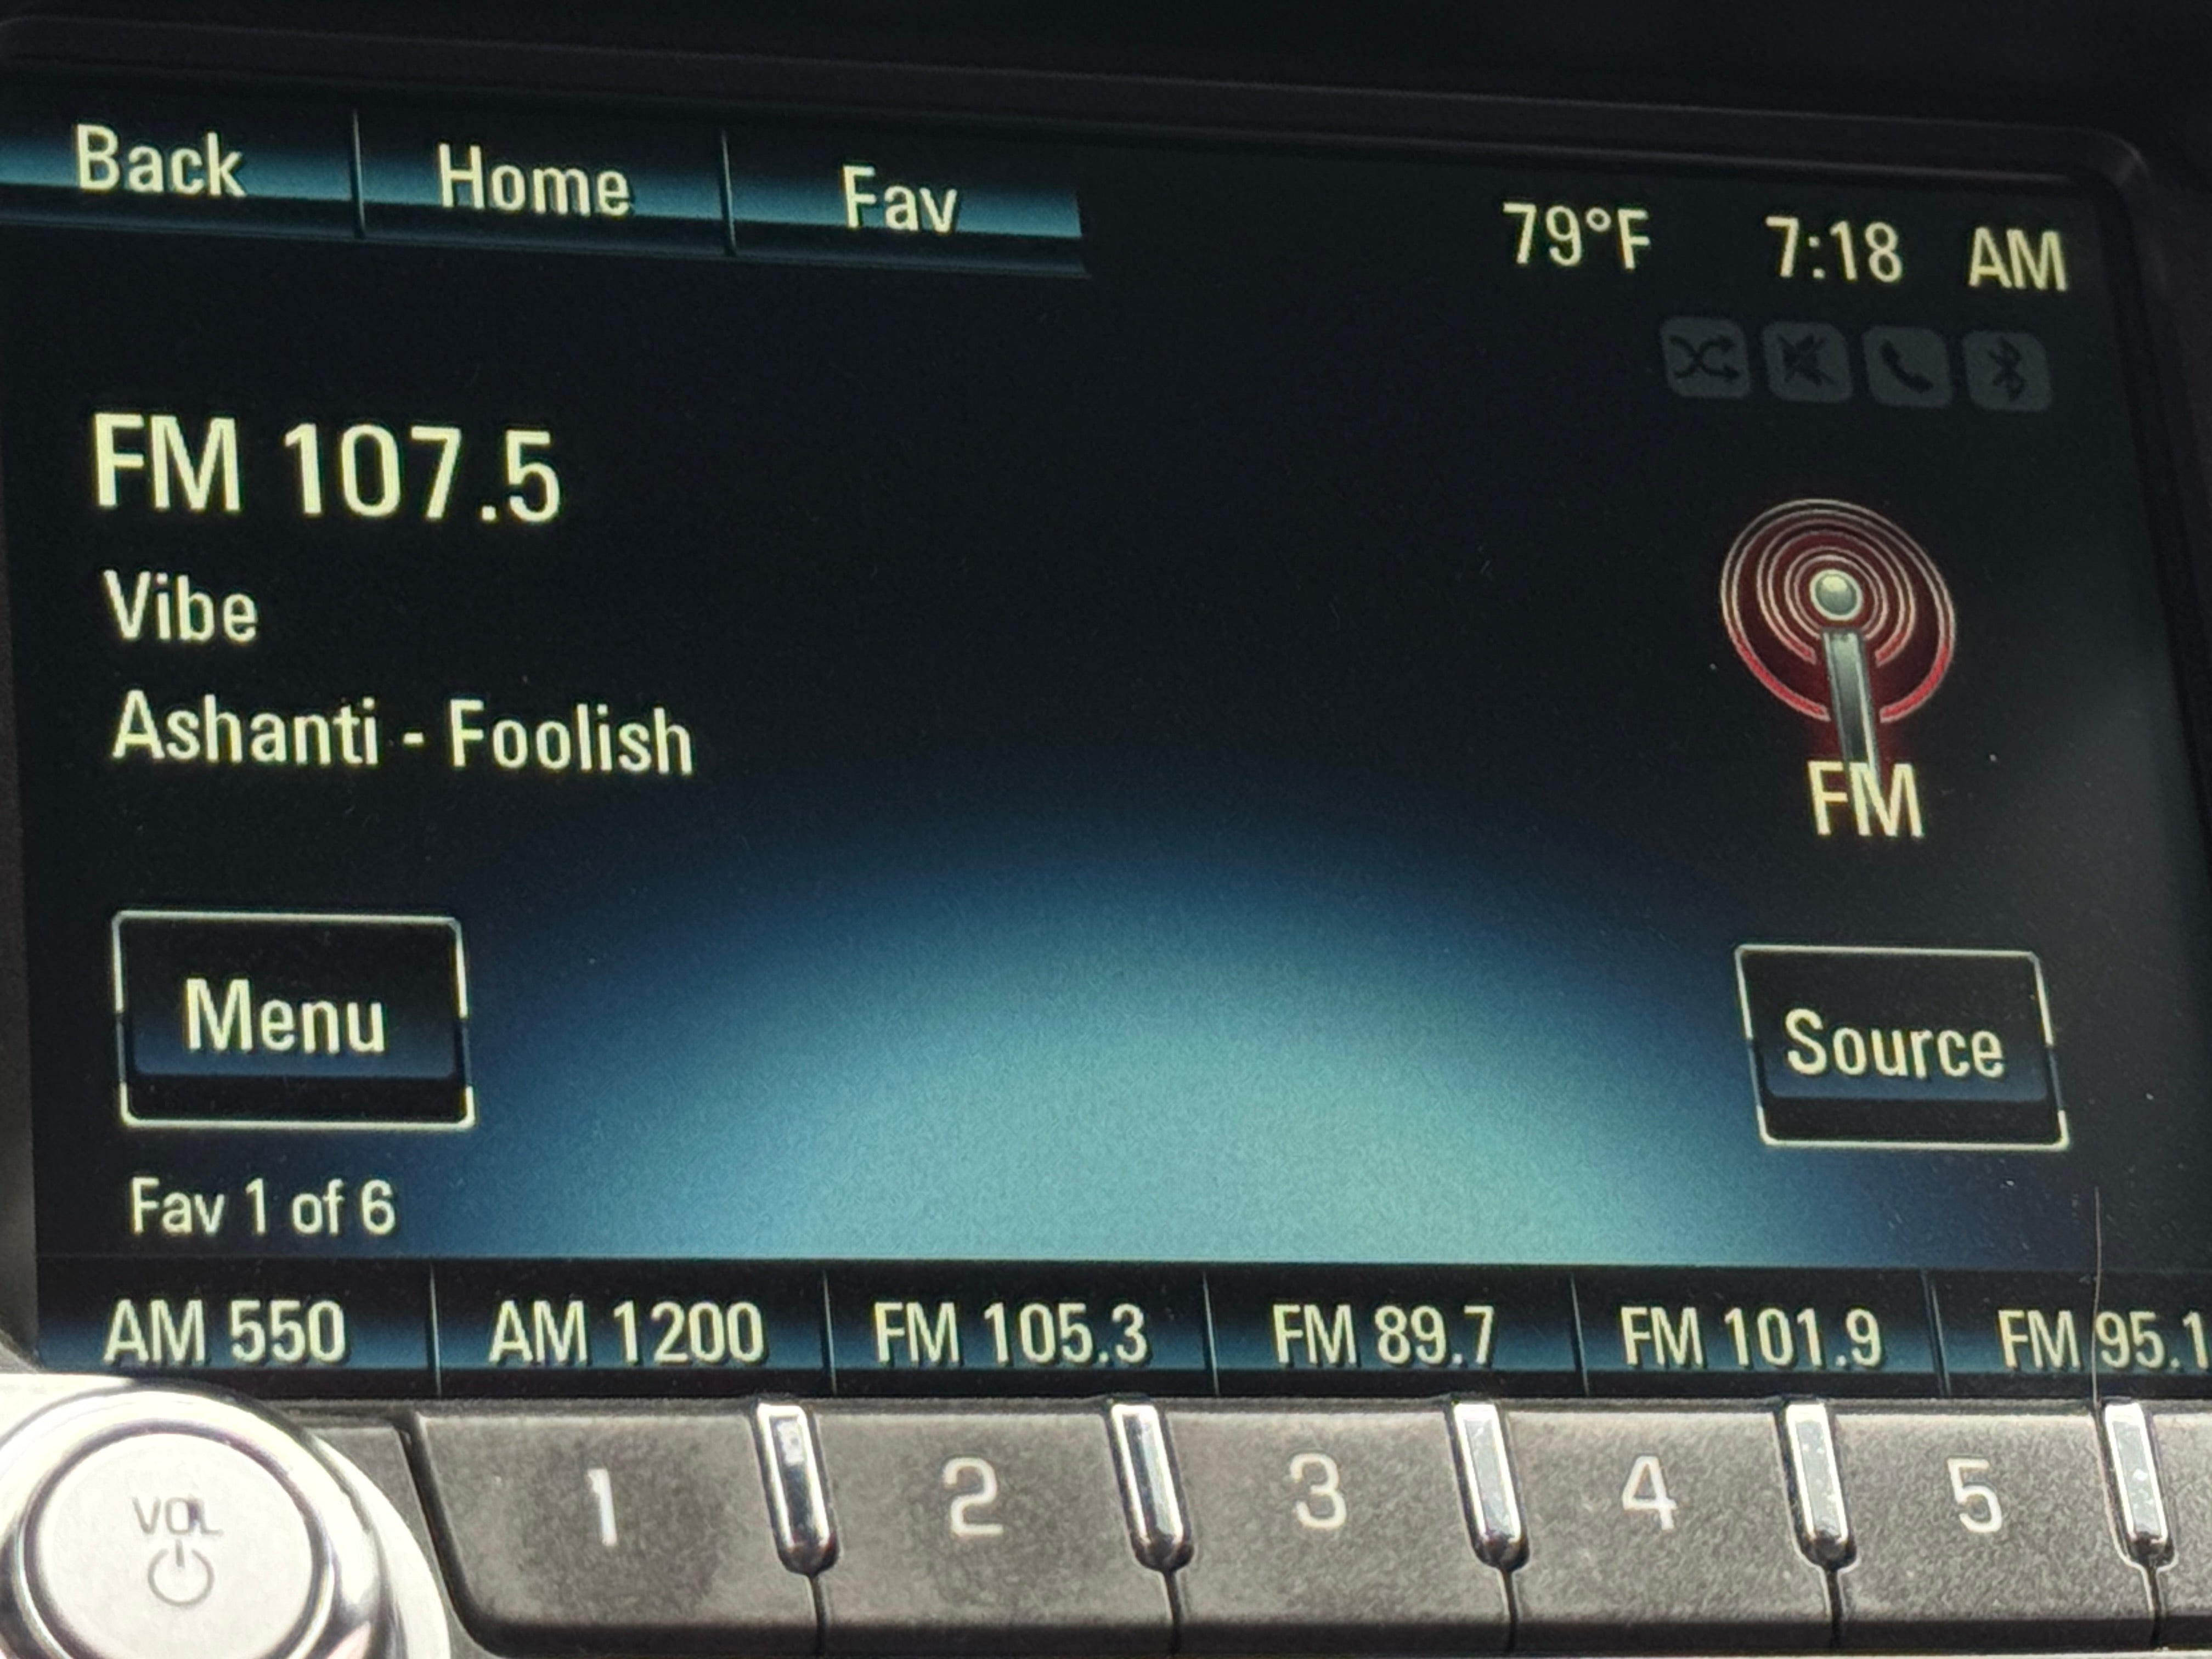 Back Home Fav 79°F 7:18 AM
FM 107.5
Vibe
Ashanti - Foolish
FM
Menu Source
Fav 1 of 6
AM 550 AM 1200 FM 105.3 FM 89.7 FM 101.9 FM 95.1
1 2 3 4 5
VOL